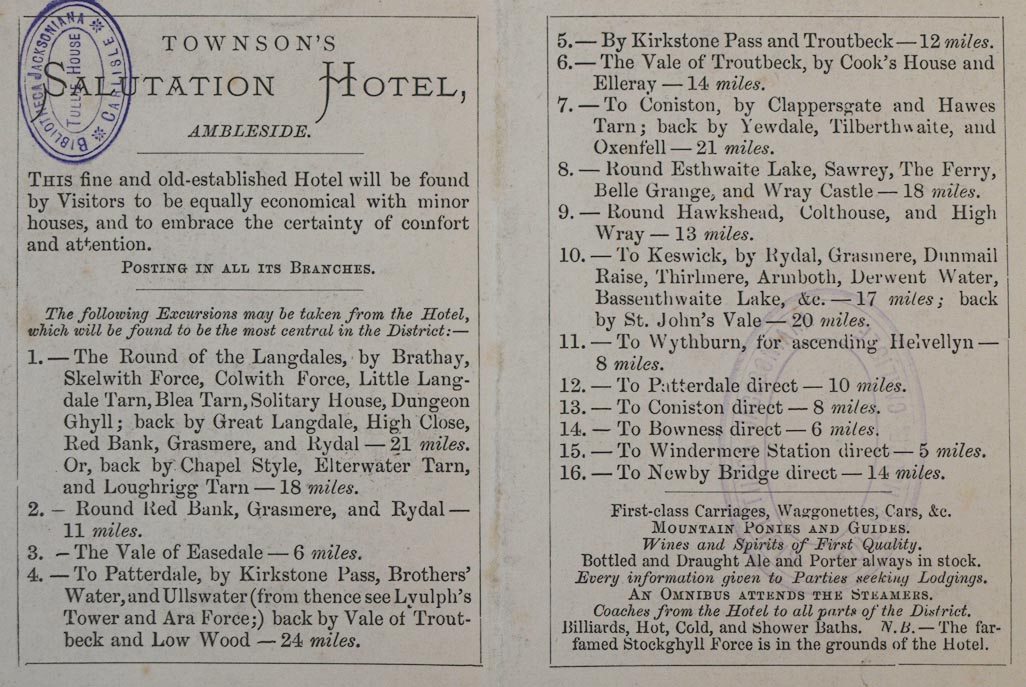 TOWNSON'S
SALUTATION HOTEL,
AMBLESIDE.
THIS fine and old-established Hotel will be found
by Visitors to be equally economical with minor
houses, and to embrace the certainty of comfort
and attention.
POSTING IN ALL ITS BRANCHES.
The following Excursions may be taken from the Hotel,
which will be found to be the most central in the District:—
1. — The Round of the Langdales, by Brathay,
Skelwith Force, Colwith Force, Little Lang-
dale Tarn, Blea Tarn, Solitary House, Dungeon
Ghyll; back by Great Langdale, High Close,
Red Bank, Grasmere, and Rydal — 21 miles.
Or, back by Chapel Style, Elterwater Tarn,
and Loughrigg Tarn — 18 miles.
2. — Round Red Bank, Grasmere, and Rydal —
11 miles.
3. — The Vale of Easedale — 6 miles.
4. — To Patterdale, by Kirkstone Pass, Brothers'
Water, and Ullswater (from thence see Lyulph's
Tower and Ara Force;) back by Vale of Trout-
beck and Low Wood — 24 miles.
5. — By Kirkstone Pass and Troutbeck — 12 miles.
6. — The Vale of Troutbeck, by Cook's House and
Elleray — 14 miles.
7. — To Coniston, by Clappersgate and Hawes
Tarn; back by Yewdale, Tilberthwaite, and
Oxenfell — 21 miles.
8. — Round Esthwaite Lake, Sawrey, The Ferry,
Belle Grange, and Wray Castle — 18 miles.
9. — Round Hawkshead, Colthouse, and High
Wray — 13 miles.
10. — To Keswick, by Rydal, Grasmere, Dunmail
Raise, Thirlmere, Armboth, Derwent Water,
Bassenthwaite Lake, &c. — 17 miles; back
by St. John's Vale — 20 miles.
11. — To Wythburn, for ascending Helvellyn —
8 miles.
12. — To Patterdale direct — 10 miles.
13. — To Coniston direct — 8 miles.
14. — To Bowness direct — 6 miles.
15. — To Windermere Station direct — 5 miles.
16. — To Newby Bridge direct — 14 miles.
First-class Carriages, Waggonettes, Cars, &c.
MOUNTAIN PONIES AND GUIDES.
Wines and Spirits of First Quality.
Bottled and Draught Ale and Porter always in stock.
Every information given to Parties seeking Lodgings.
AN OMNIBUS ATTENDS THE STEAMERS.
Coaches from the Hotel to all parts of the District.
Billiards, Hot, Cold, and Shower Baths. N.B. — The far-
famed Stockghyll Force is in the grounds of the Hotel.
BIBLIOTHECA JACKSONIANA
TULLIE HOUSE
CARLISLE